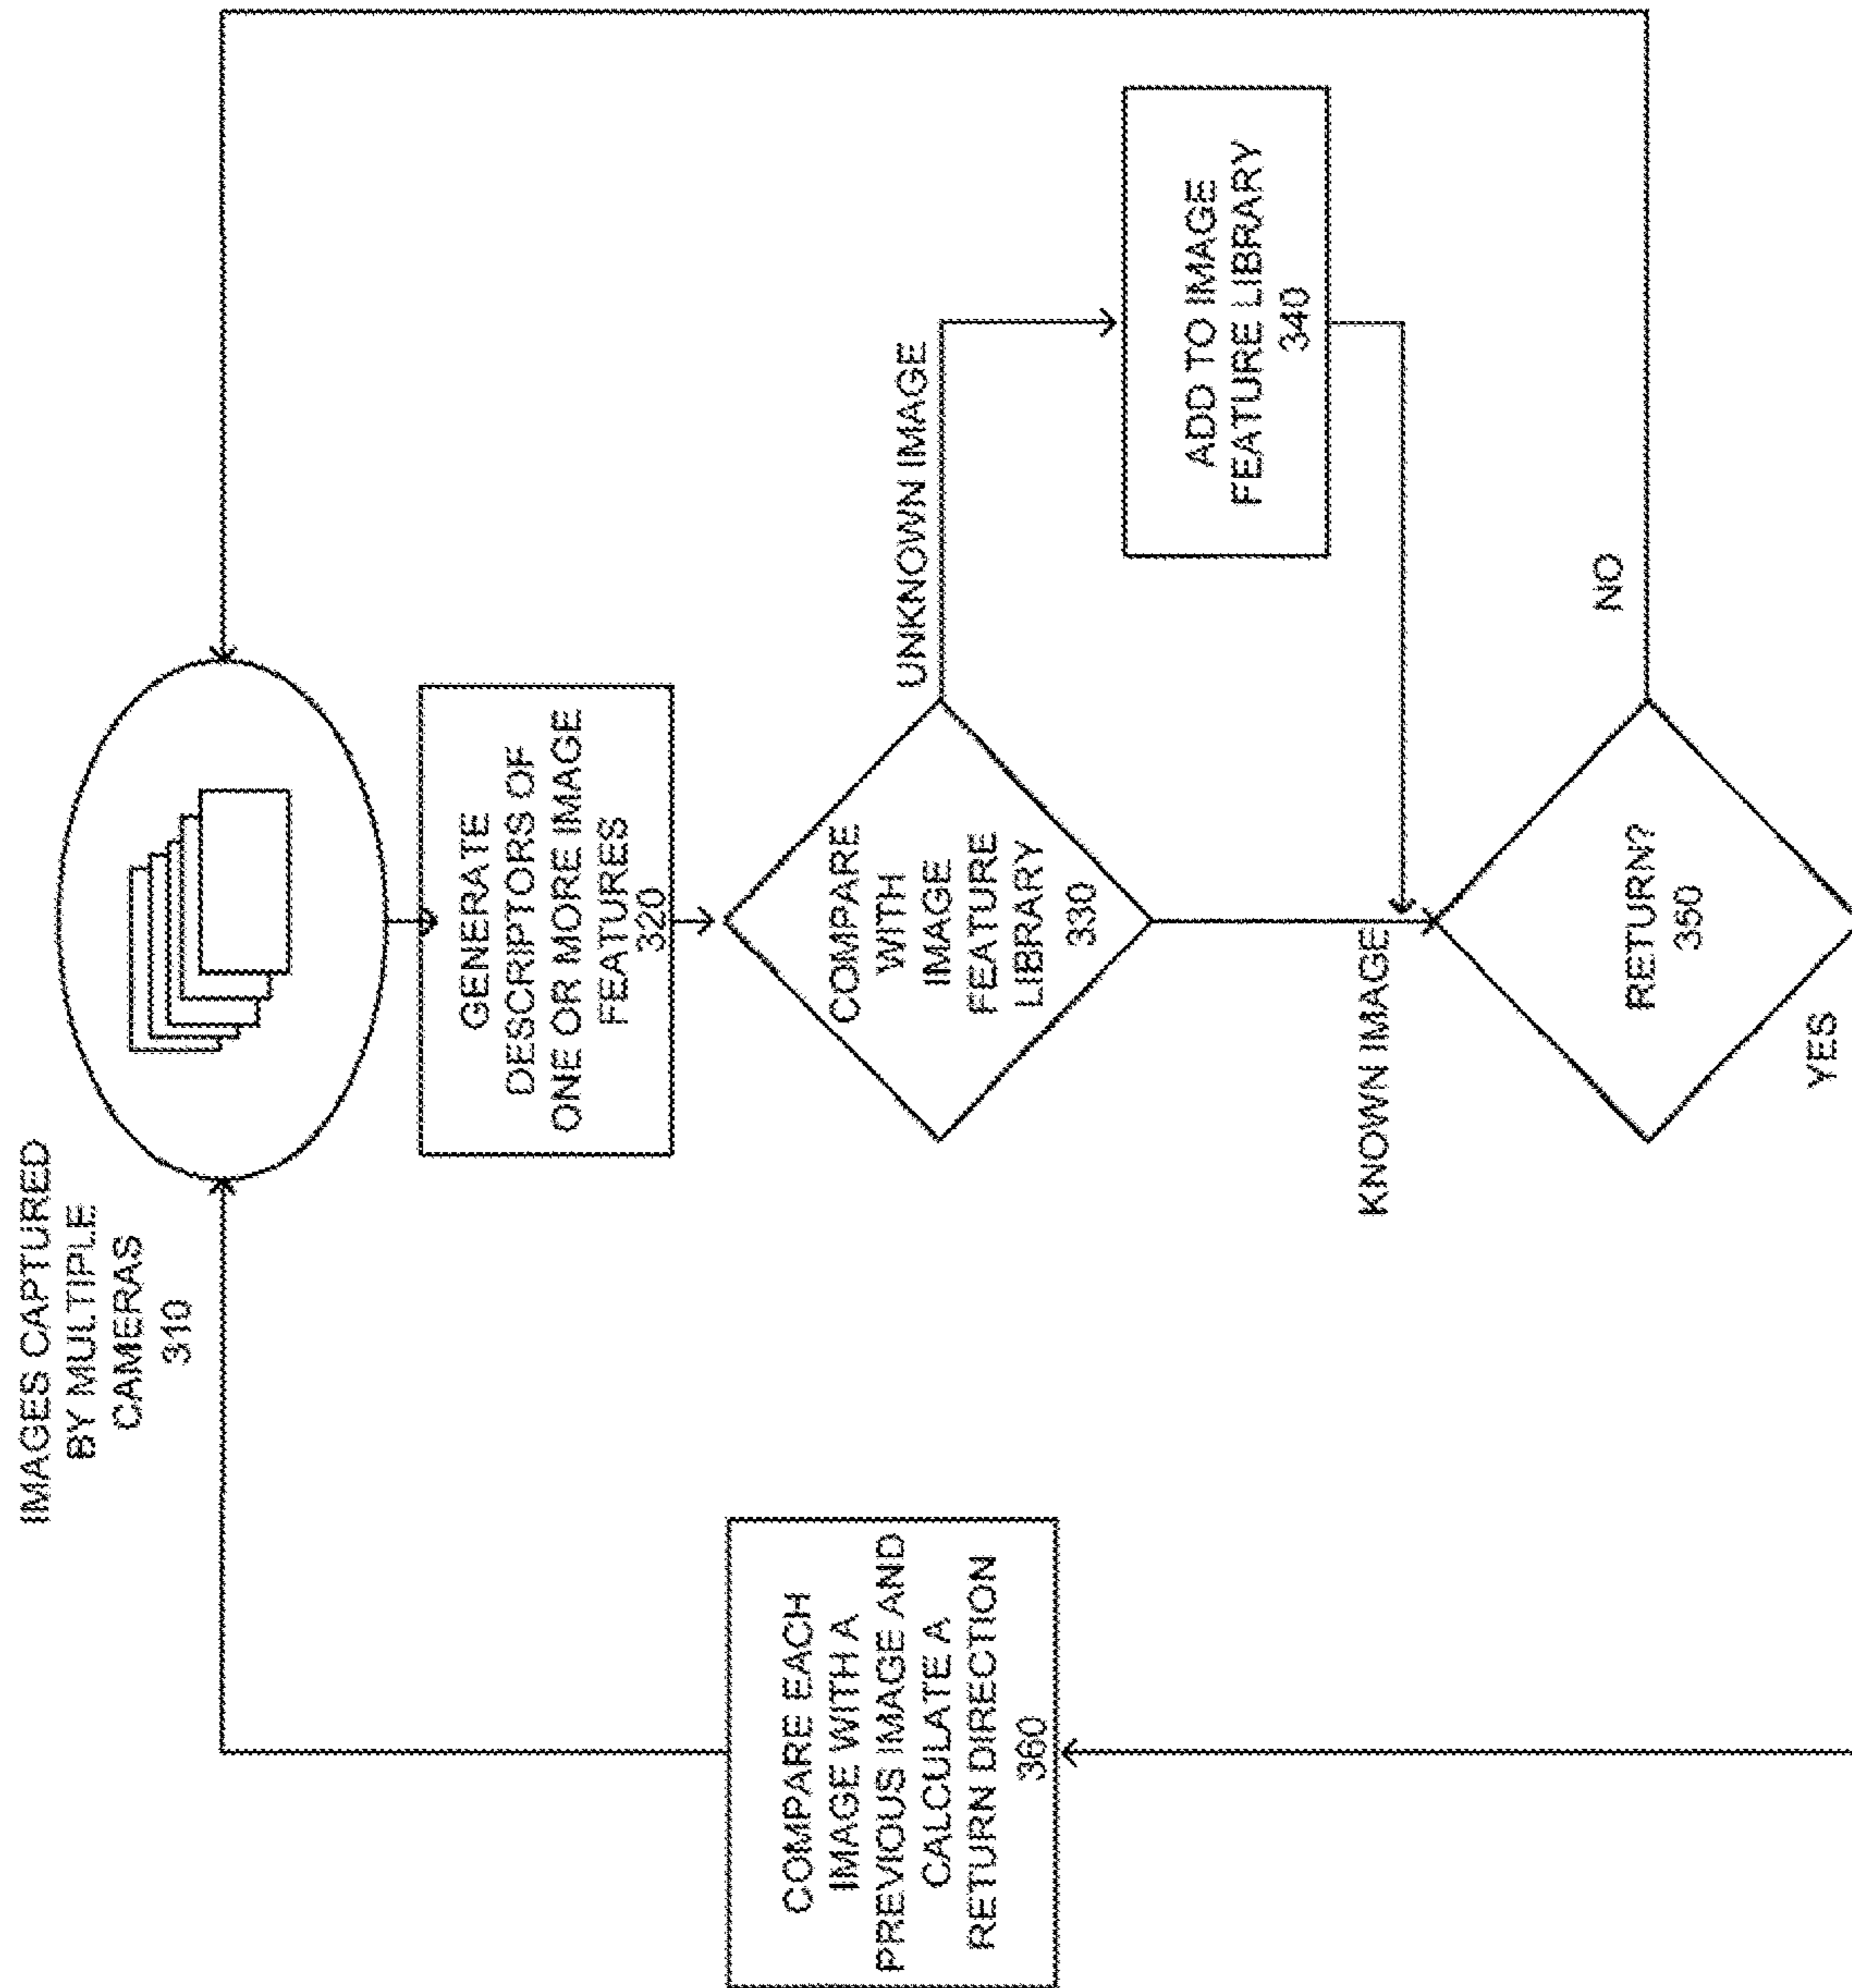 IMAGES CAPTURED
BY MULTIPLE
CAMERAS
310
GENERATE
DESCRIPTORS OF
ONE OR MORE IMAGE
FEATURES
320
COMPARE
WITH
IMAGE
FEATURE
LIBRARY
330
UNKNOWN IMAGE
ADD TO IMAGE
FEATURE LIBRARY
340
KNOWN IMAGE
RETURN?
350
NO
YES
COMPARE EACH
IMAGE WITH A
PREVIOUS IMAGE AND
CALCULATE A
RETURN DIRECTION
360